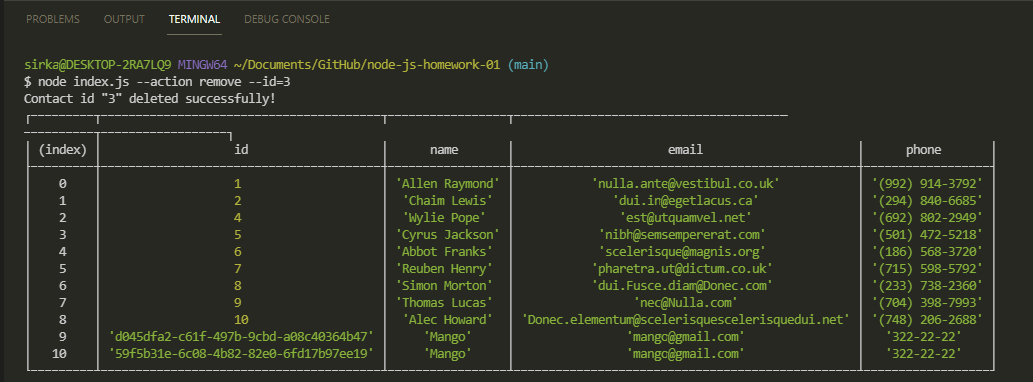 PROBLEMS OUTPUT TERMINAL DEBUG CONSOLE
sirka@DESKTOP-2RA7LQ9 MINGW64 ~/Documents/GitHub/node-js-homework-01 (main)
$ node index.js --action remove --id=3
Contact id "3" deleted successfully!
(index) id name email phone
0 1 'Allen Raymond' 'nulla.ante@vestibul.co.uk' '(992) 914-3792'
1 2 'Chaim Lewis' 'dui.in@egetlacus.ca' '(294) 840-6685'
2 4 'Wylie Pope' 'est@utquamvel.net' '(692) 802-2949'
3 5 'Cyrus Jackson' 'nibh@semsempererat.com' '(501) 472-5218'
4 6 'Abbot Franks' 'scelerisque@magnis.org' '(186) 568-3720'
5 7 'Reuben Henry' 'pharetra.ut@dictum.co.uk' '(715) 598-5792'
6 8 'Simon Morton' 'dui.Fusce.diam@Donec.com' '(233) 738-2360'
7 9 'Thomas Lucas' 'nec@Nulla.com' '(704) 398-7993'
8 10 'Alec Howard' 'Donec.elementum@scelerisquescelerisquedui.net' '(748) 206-2688'
9 'd045dfa2-c61f-497b-9cbd-a08c40364b47' 'Mango' 'mango@gmail.com' '322-22-22'
10 '59f5b31e-6c08-4b82-82e0-6fd17b97ee19' 'Mango' 'mango@gmail.com' '322-22-22'